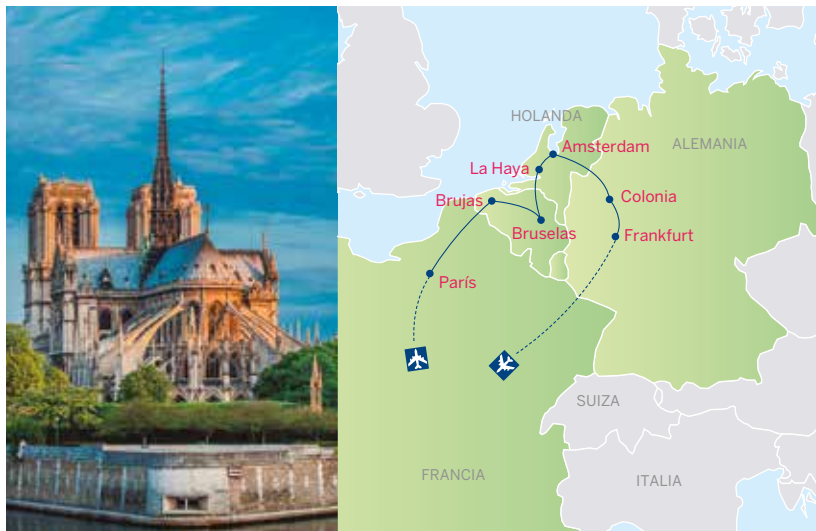 HOLANDA
Amsterdam
ALEMANIA
La Haya
Brujas
Colonia
Bruselas
Frankfurt
París
SUIZA
FRANCIA
ITALIA